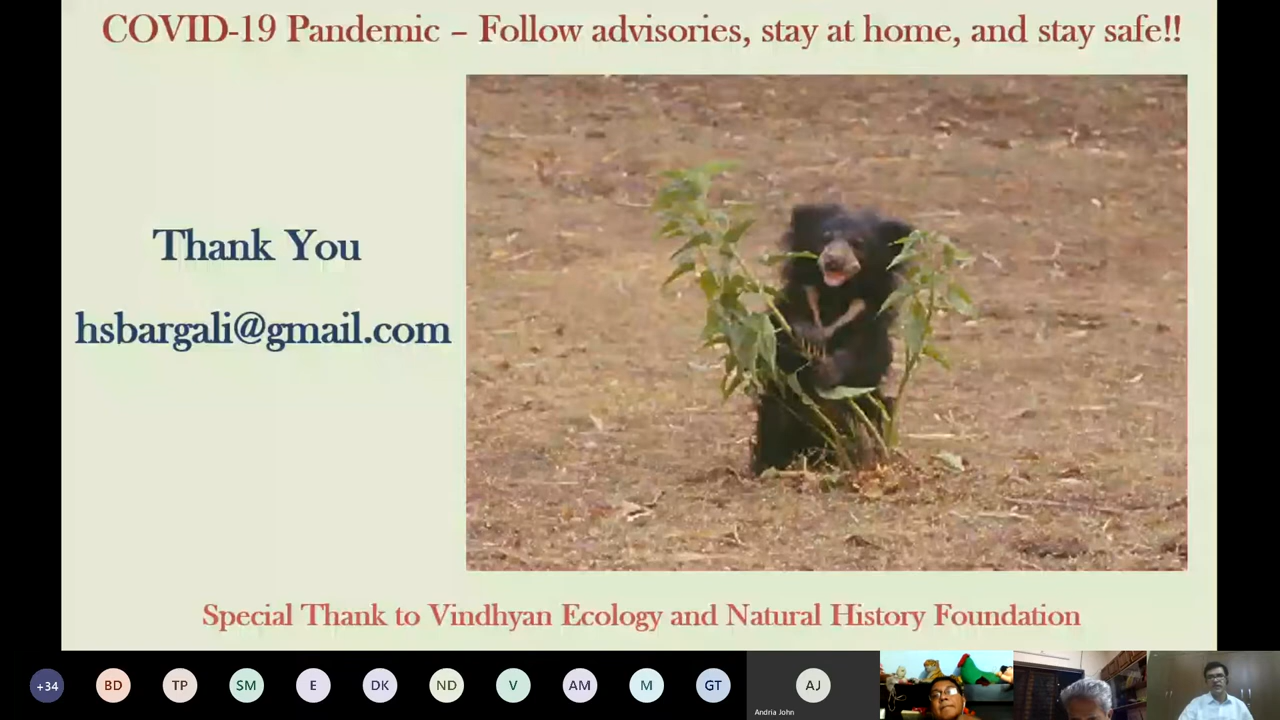 COVID-19 Pandemic – Follow advisories, stay at home, and stay safe!!
Thank You
hsbargali@gmail.com
Special Thank to Vindhyan Ecology and Natural History Foundation
+34
BD
TP
SM
E
DK
ND
V
AM
M
GT
AJ
Andria John